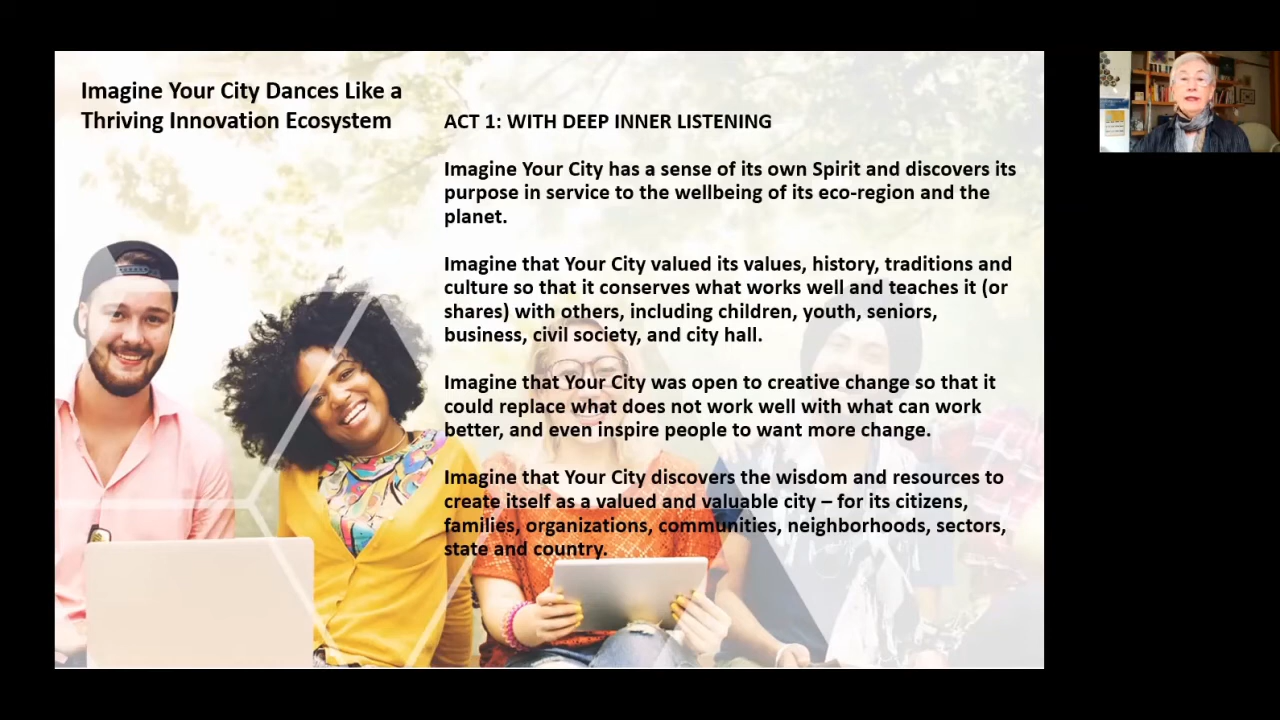 Imagine Your City Dances Like a
Thriving Innovation Ecosystem
ACT 1: WITH DEEP INNER LISTENING
Imagine Your City has a sense of its own Spirit and discovers its
purpose in service to the wellbeing of its eco-region and the
planet.
Imagine that Your City valued its values, history, traditions and
culture so that it conserves what works well and teaches it (or
shares) with others, including children, youth, seniors,
business, civil society, and city hall.
Imagine that Your City was open to creative change so that it
could replace what does not work well with what can work
better, and even inspire people to want more change.
Imagine that Your City discovers the wisdom and resources to
create itself as a valued and valuable city – for its citizens,
families, organizations, communities, neighborhoods, sectors,
state and country.